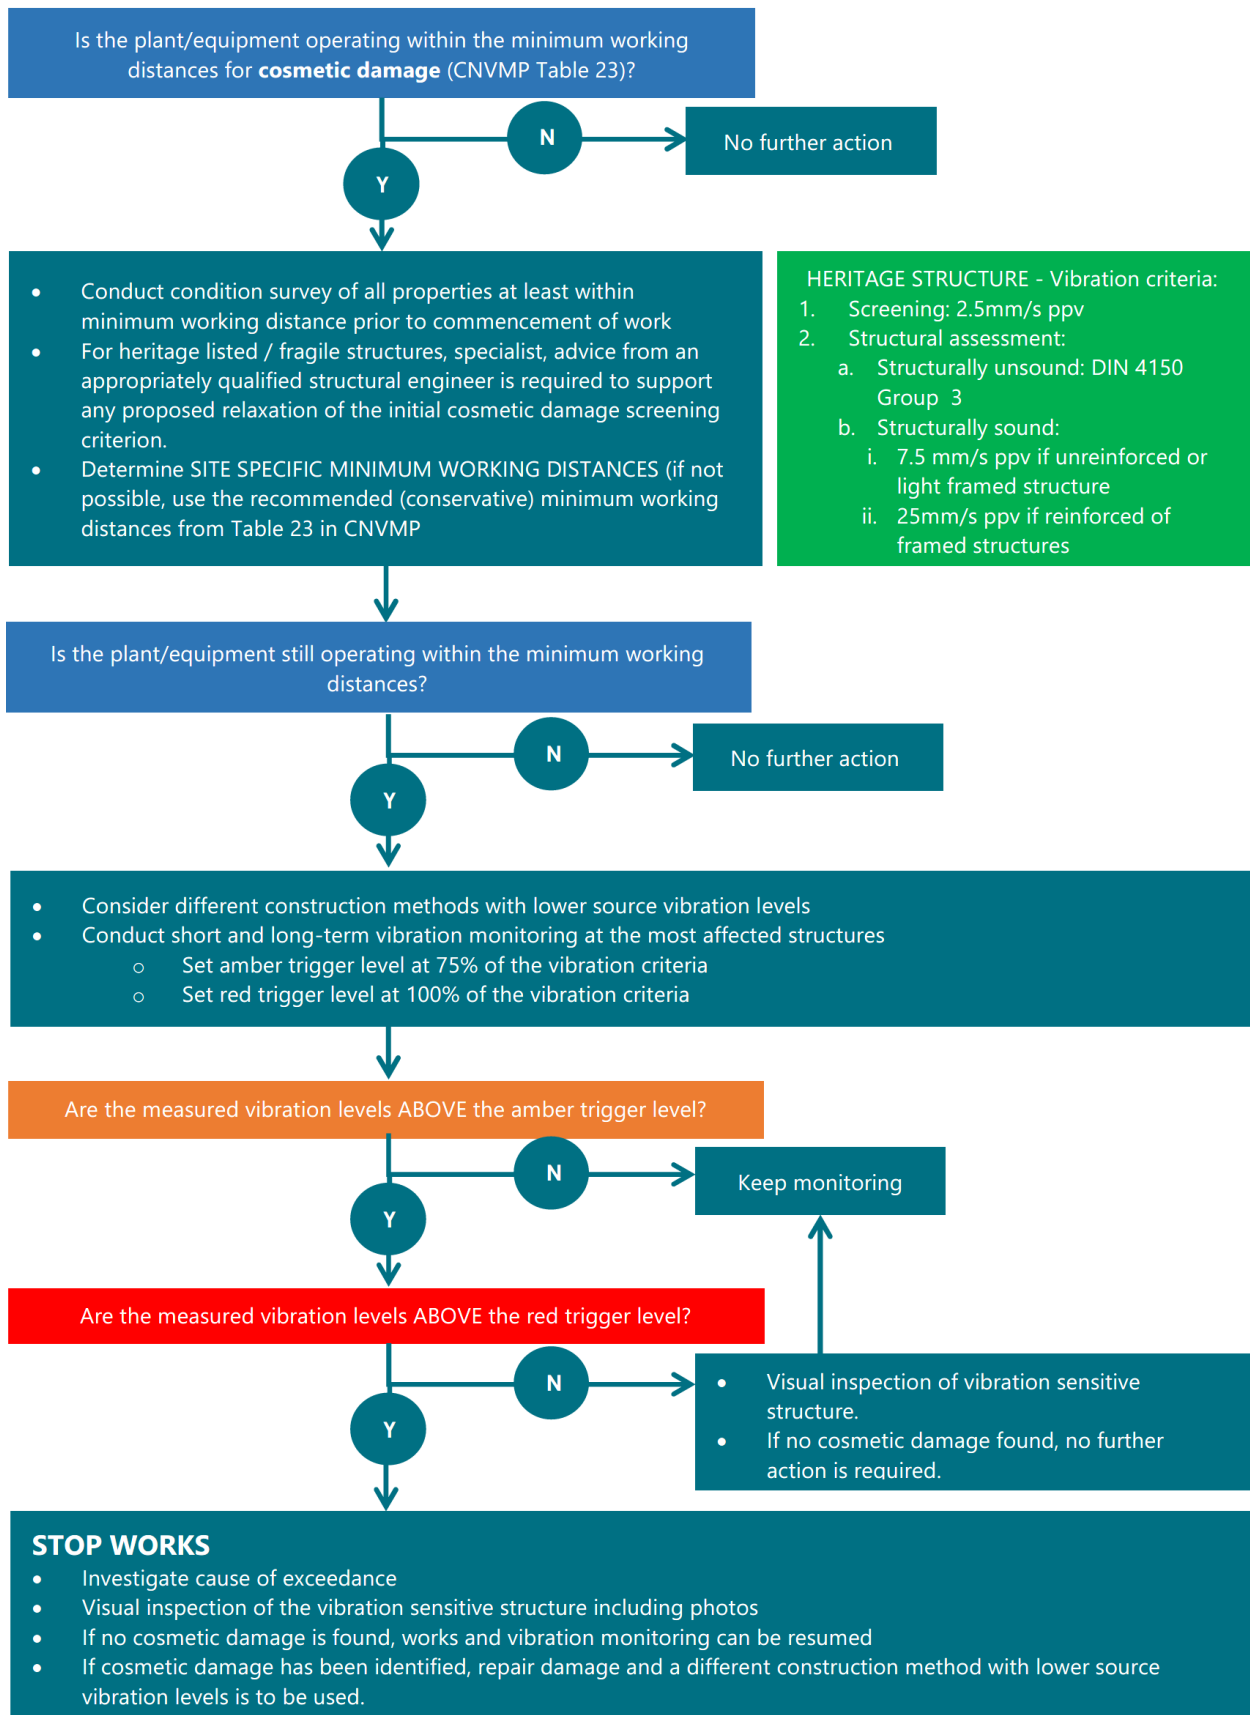 Is the plant/equipment operating within the minimum working
distances for cosmetic damage (CNVMP Table 23)?
N
No further action
Y
• Conduct condition survey of all properties at least within
minimum working distance prior to commencement of work
• For heritage listed / fragile structures, specialist, advice from an
appropriately qualified structural engineer is required to support
any proposed relaxation of the initial cosmetic damage screening
criterion.
• Determine SITE SPECIFIC MINIMUM WORKING DISTANCES (if not
possible, use the recommended (conservative) minimum working
distances from Table 23 in CNVMP
HERITAGE STRUCTURE - Vibration criteria:
1. Screening: 2.5mm/s ppv
2. Structural assessment:
a. Structurally unsound: DIN 4150
Group 3
b. Structurally sound:
i. 7.5 mm/s ppv if unreinforced or
light framed structure
ii. 25mm/s ppv if reinforced of
framed structures
Is the plant/equipment still operating within the minimum working
distances?
N
No further action
Y
• Consider different construction methods with lower source vibration levels
• Conduct short and long-term vibration monitoring at the most affected structures
o Set amber trigger level at 75% of the vibration criteria
o Set red trigger level at 100% of the vibration criteria
Are the measured vibration levels ABOVE the amber trigger level?
N
Keep monitoring
Y
Are the measured vibration levels ABOVE the red trigger level?
N
• Visual inspection of vibration sensitive
structure.
• If no cosmetic damage found, no further
action is required.
Y
STOP WORKS
• Investigate cause of exceedance
• Visual inspection of the vibration sensitive structure including photos
• If no cosmetic damage is found, works and vibration monitoring can be resumed
• If cosmetic damage has been identified, repair damage and a different construction method with lower source
vibration levels is to be used.